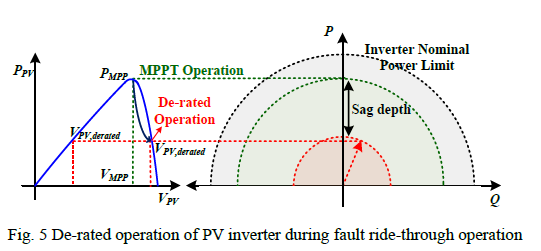 P
Inverter Nominal
Power Limit
P_PV
P_MPP MPPT Operation
De-rated
Operation
Sag depth
V_PV,derated
V_PV,derated
V_MPP
V_PV
Q
Fig. 5 De-rated operation of PV inverter during fault ride-through operation